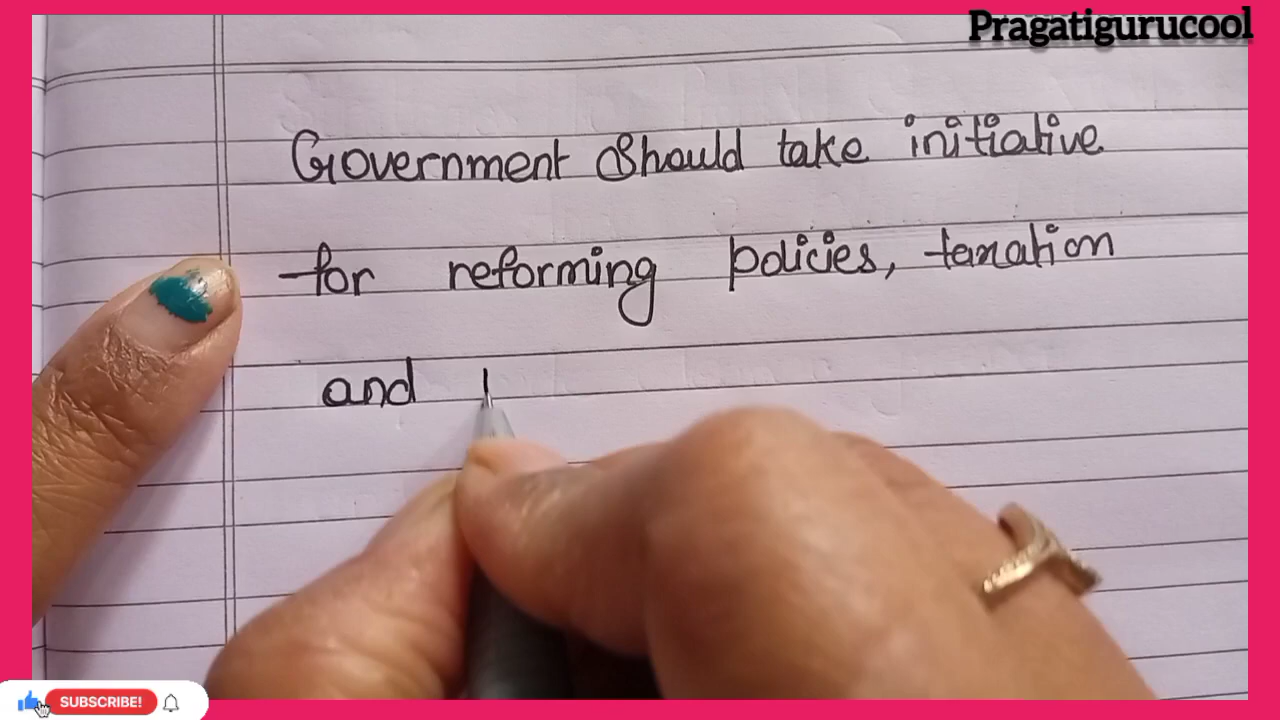 Pragatigurucool
Government Should take initiative
for reforming policies, taxation
and
SUBSCRIBE!